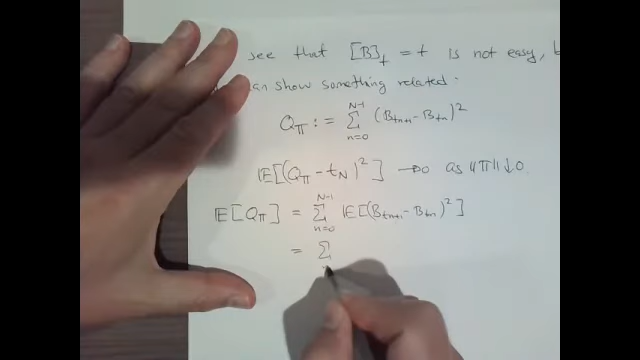 see that [B]_t = t is not easy,
an show something related.
Q_Π := Σ_{n=0}^{N-1} (B_{t_{n+1}} - B_{t_n})²
𝔼[(Q_Π - t_N)²] → 0 as ||Π|| ↓ 0.
𝔼[Q_Π] = Σ_{n=0}^{N-1} 𝔼[(B_{t_{n+1}} - B_{t_n})²]
= Σ